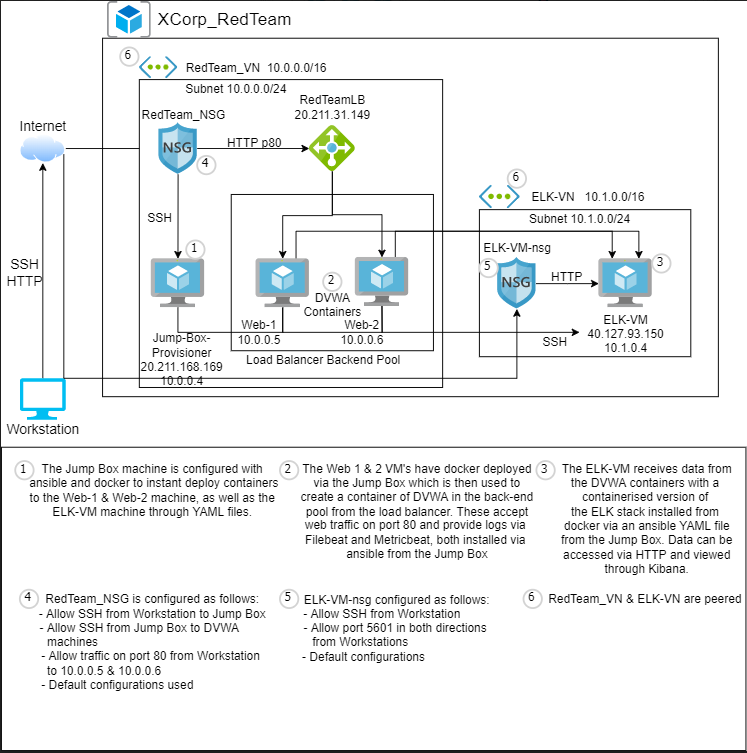 XCorp_RedTeam
6
RedTeam_VN 10.0.0.0/16
Subnet 10.0.0.0/24
RedTeam_NSG
RedTeamLB
20.211.31.149
Internet
NSG
HTTP p80
4
6
ELK-VN 10.1.0.0/16
Subnet 10.1.0.0/24
SSH
ELK-VM-nsg
1
5
NSG
HTTP
3
SSH
HTTP
2
DVWA
Containers
Web-1
10.0.0.5
Web-2
10.0.0.6
ELK-VM
40.127.93.150
10.1.0.4
SSH
Jump-Box-
Provisioner
20.211.168.169
10.0.0.4
Load Balancer Backend Pool
Workstation
1
The Jump Box machine is configured with
ansible and docker to instant deploy containers
to the Web-1 & Web-2 machine, as well as the
ELK-VM machine through YAML files.
2
The Web 1 & 2 VM's have docker deployed
via the Jump Box which is then used to
create a container of DVWA in the back-end
pool from the load balancer. These accept
web traffic on port 80 and provide logs via
Filebeat and Metricbeat, both installed via
ansible from the Jump Box
3
The ELK-VM receives data from
the DVWA containers with a
containerised version of
the ELK stack installed from
docker via an ansible YAML file
from the Jump Box. Data can be
accessed via HTTP and viewed
through Kibana.
4
RedTeam_NSG is configured as follows:
- Allow SSH from Workstation to Jump Box
- Allow SSH from Jump Box to DVWA
machines
- Allow traffic on port 80 from Workstation
to 10.0.0.5 & 10.0.0.6
- Default configurations used
5
ELK-VM-nsg configured as follows:
- Allow SSH from Workstation
- Allow port 5601 in both directions
from Workstations
- Default configurations
6
RedTeam_VN & ELK-VN are peered